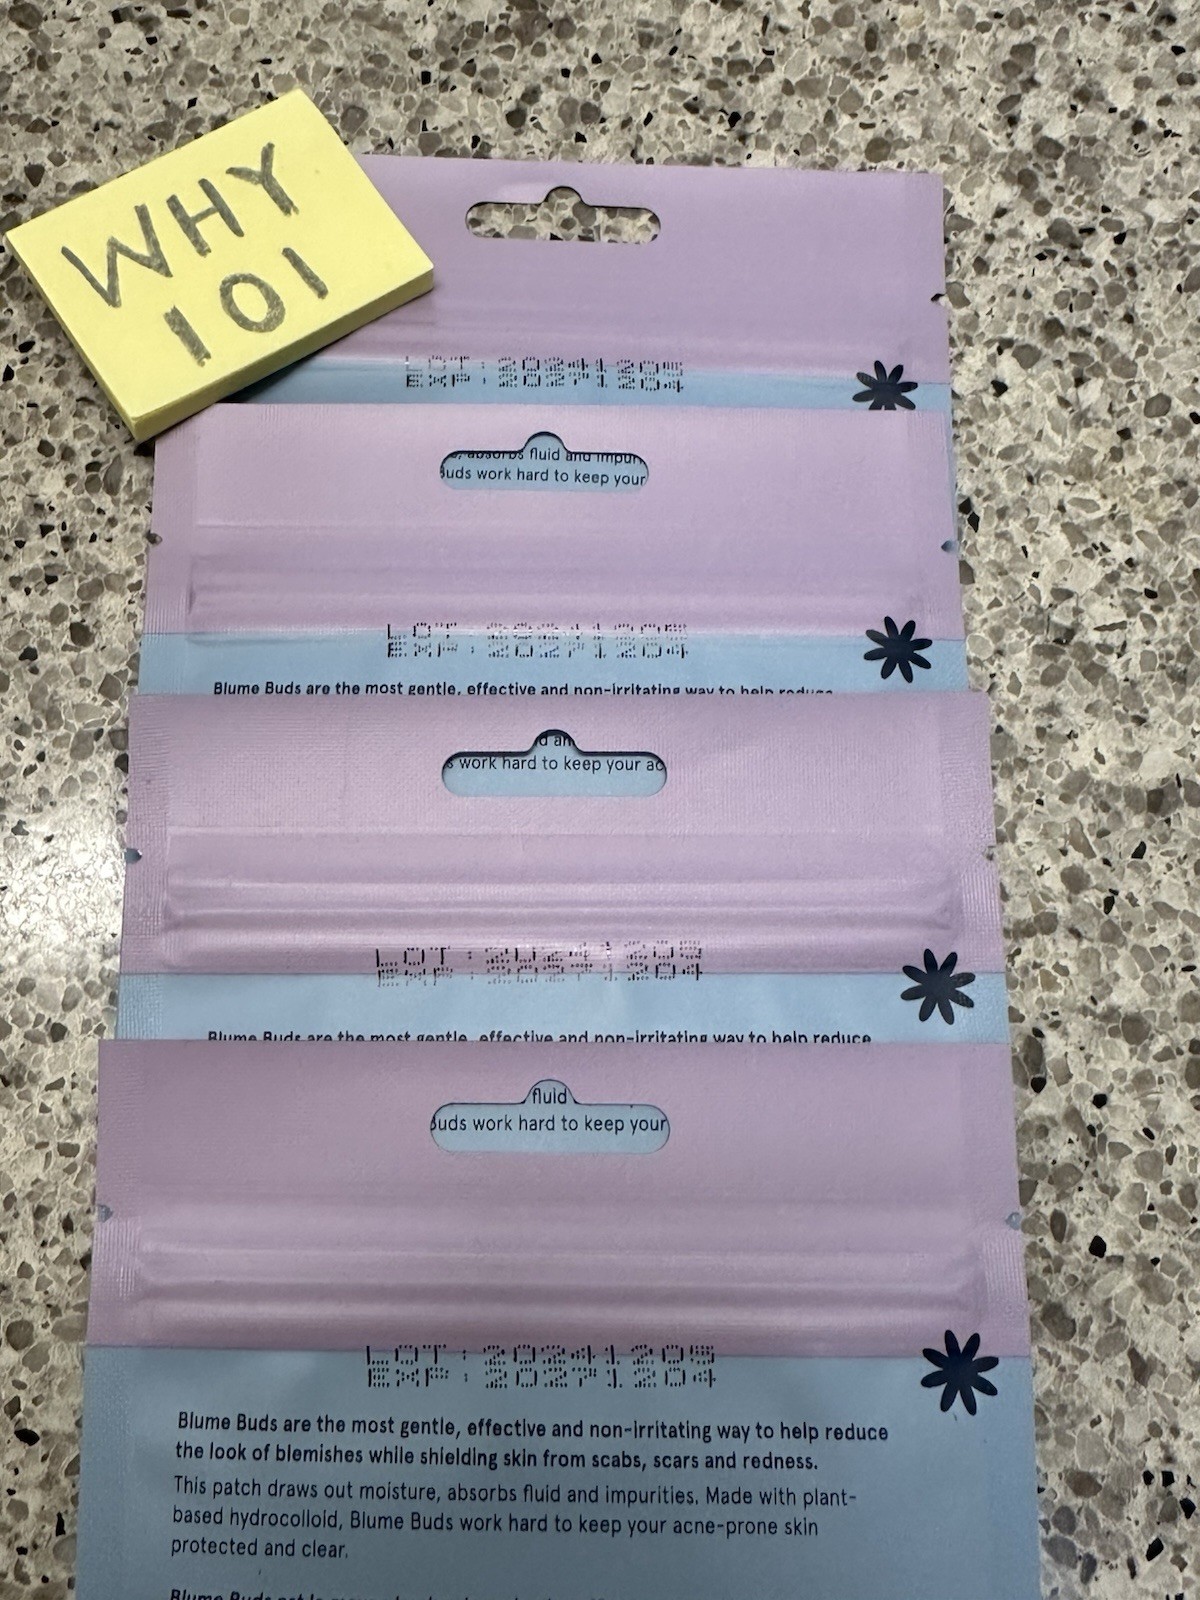 WHY
101
LOT : 20241205
EXP : 20271204
absorbs fluid and impuri
Buds work hard to keep your
LOT : 20241205
EXP : 20271204
Blume Buds are the most gentle, effective and non-irritating way to help reduce
work hard to keep your ac
LOT : 20241205
EXP : 20271204
Blume Buds are the most gentle, effective and non-irritating way to help reduce
fluid
Buds work hard to keep your
LOT : 20241205
EXP : 20271204
Blume Buds are the most gentle, effective and non-irritating way to help reduce
the look of blemishes while shielding skin from scabs, scars and redness.
This patch draws out moisture, absorbs fluid and impurities. Made with plant-
based hydrocolloid, Blume Buds work hard to keep your acne-prone skin
protected and clear.
Blume Buds